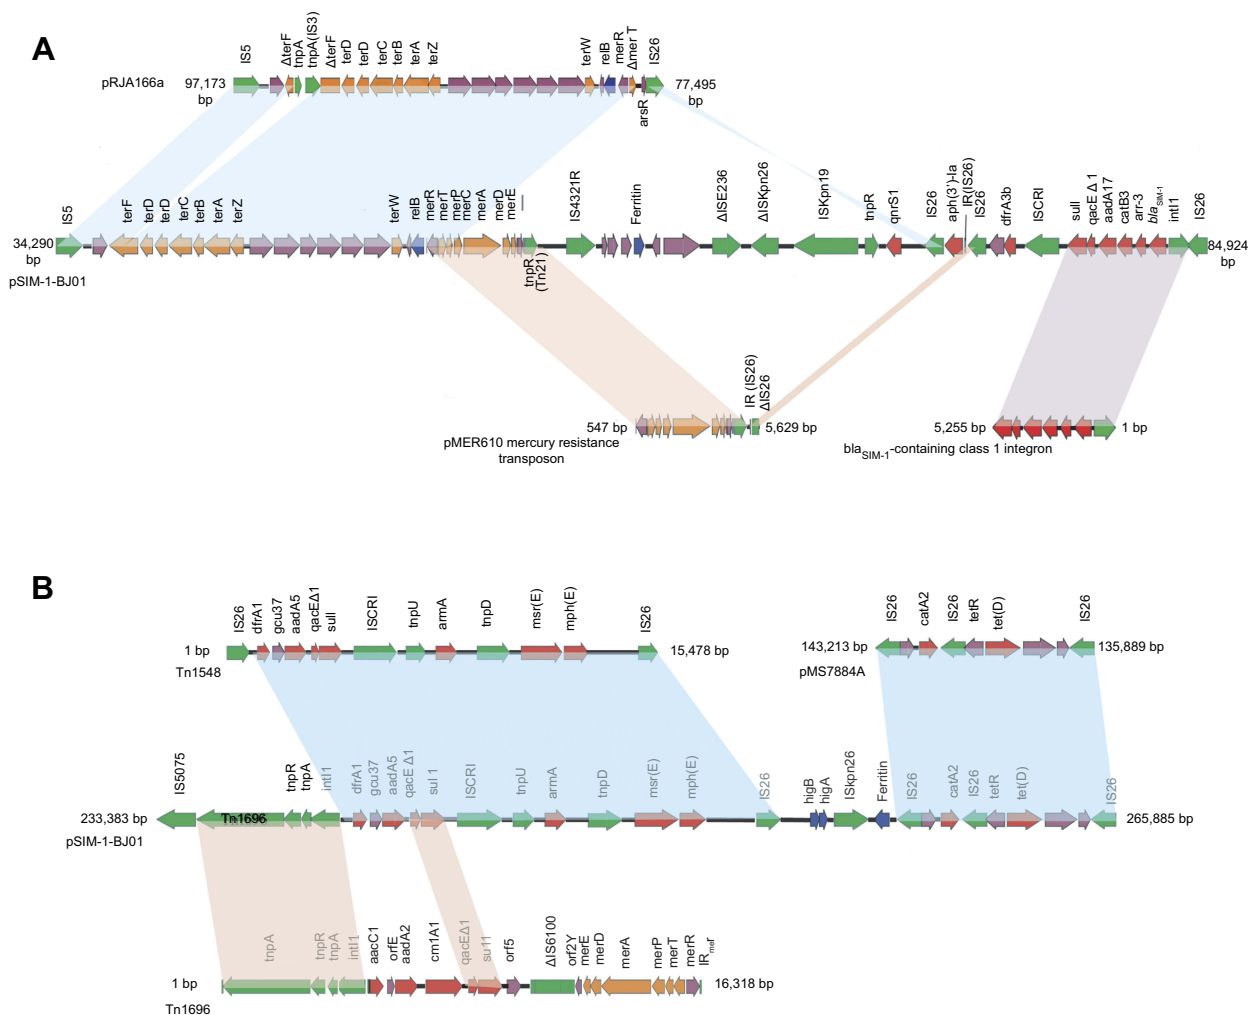 A
IS5
ΔterF
tnpA
tnpA(IS3)
ΔterF
terD
terD
terC
terB
terA
terZ
terW
relB
merR
Δmer T
IS26
pRJA166a
97,173
bp
77,495
bp
arsR
IS5
terF
terD
terD
terC
terB
terA
terZ
terW
relB
merR
merT
merP
merC
merA
merD
merE
IS4321R
Ferritin
ΔISE236
ΔISKpn26
ISKpn19
tnpR
qnrS1
IS26
aph(3')-Ia
IR(IS26)
IS26
dfrA3b
ISCRI
sull
qacE Δ 1
aadA17
catB3
arr-3
bla SIM-1
intI1
IS26
34,290
bp
84,924
bp
pSIM-1-BJ01
tnpR
(Tn21)
IR (IS26)
ΔIS26
547 bp
5,629 bp
pMER610 mercury resistance
transposon
5,255 bp
1 bp
blaSIM-1-containing class 1 integron
B
IS26
dfrA1
gcu37
aadA5
qacEΔ1
sull
ISCRI
tnpU
armA
tnpD
msr(E)
mph(E)
IS26
1 bp
15,478 bp
Tn1548
IS26
catA2
IS26
tetR
tet(D)
IS26
143,213 bp
135,889 bp
pMS7884A
IS5075
tnpR
tnpA
intI1
dfrA1
gcu37
aadA5
qacE Δ1
sul 1
ISCRI
tnpU
armA
tnpD
msr(E)
mph(E)
IS26
higB
higA
ISkpn26
Ferritin
IS26
catA2
IS26
tetR
tet(D)
IS26
233,383 bp
Tn1696
265,885 bp
pSIM-1-BJ01
tnpA
tnpR
tnpA
intI1
aacC1
orfE
aadA2
cm1A1
qacEΔ1
su11
orf5
ΔIS6100
orf2Y
merE
merD
merA
merP
merT
merR
IRmer
1 bp
16,318 bp
Tn1696